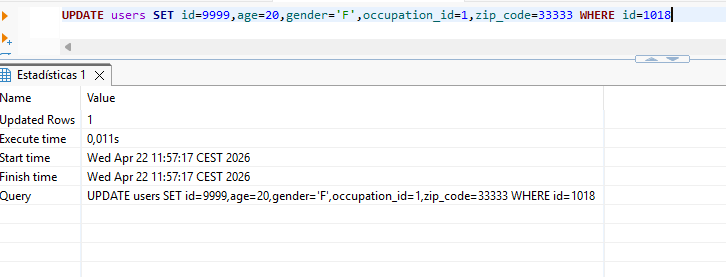 UPDATE users SET id=9999,age=20,gender='F',occupation_id=1,zip_code=33333 WHERE id=1018
Estadísticas 1
Name Value
Updated Rows 1
Execute time 0,011s
Start time Wed Apr 22 11:57:17 CEST 2026
Finish time Wed Apr 22 11:57:17 CEST 2026
Query UPDATE users SET id=9999,age=20,gender='F',occupation_id=1,zip_code=33333 WHERE id=1018